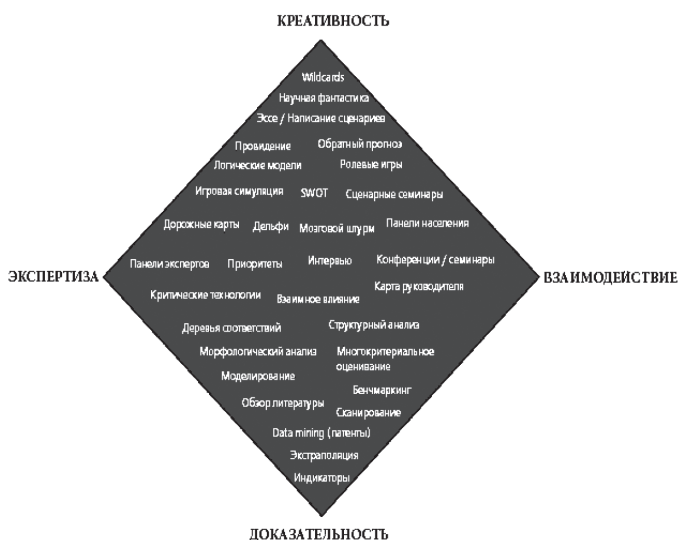 КРЕАТИВНОСТЬ
Wildcards
Научная фантастика
Эссе / Написание сценариев
Провидение
Обратный прогноз
Логические модели
Ролевые игры
Игровая симуляция
SWOT
Сценарные семинары
Дорожные карты
Дельфи
Мозговой штурм
Панели населения
Панели экспертов
Приоритеты
Интервью
Конференции / семинары
ЭКСПЕРТИЗА
ВЗАИМОДЕЙСТВИЕ
Критические технологии
Взаимное влияние
Карта руководителя
Деревья соответствий
Структурный анализ
Морфологический анализ
Многокритериальное
оценивание
Моделирование
Бенчмаркинг
Обзор литературы
Сканирование
Data mining (патенты)
Экстраполяция
Индикаторы
ДОКАЗАТЕЛЬНОСТЬ